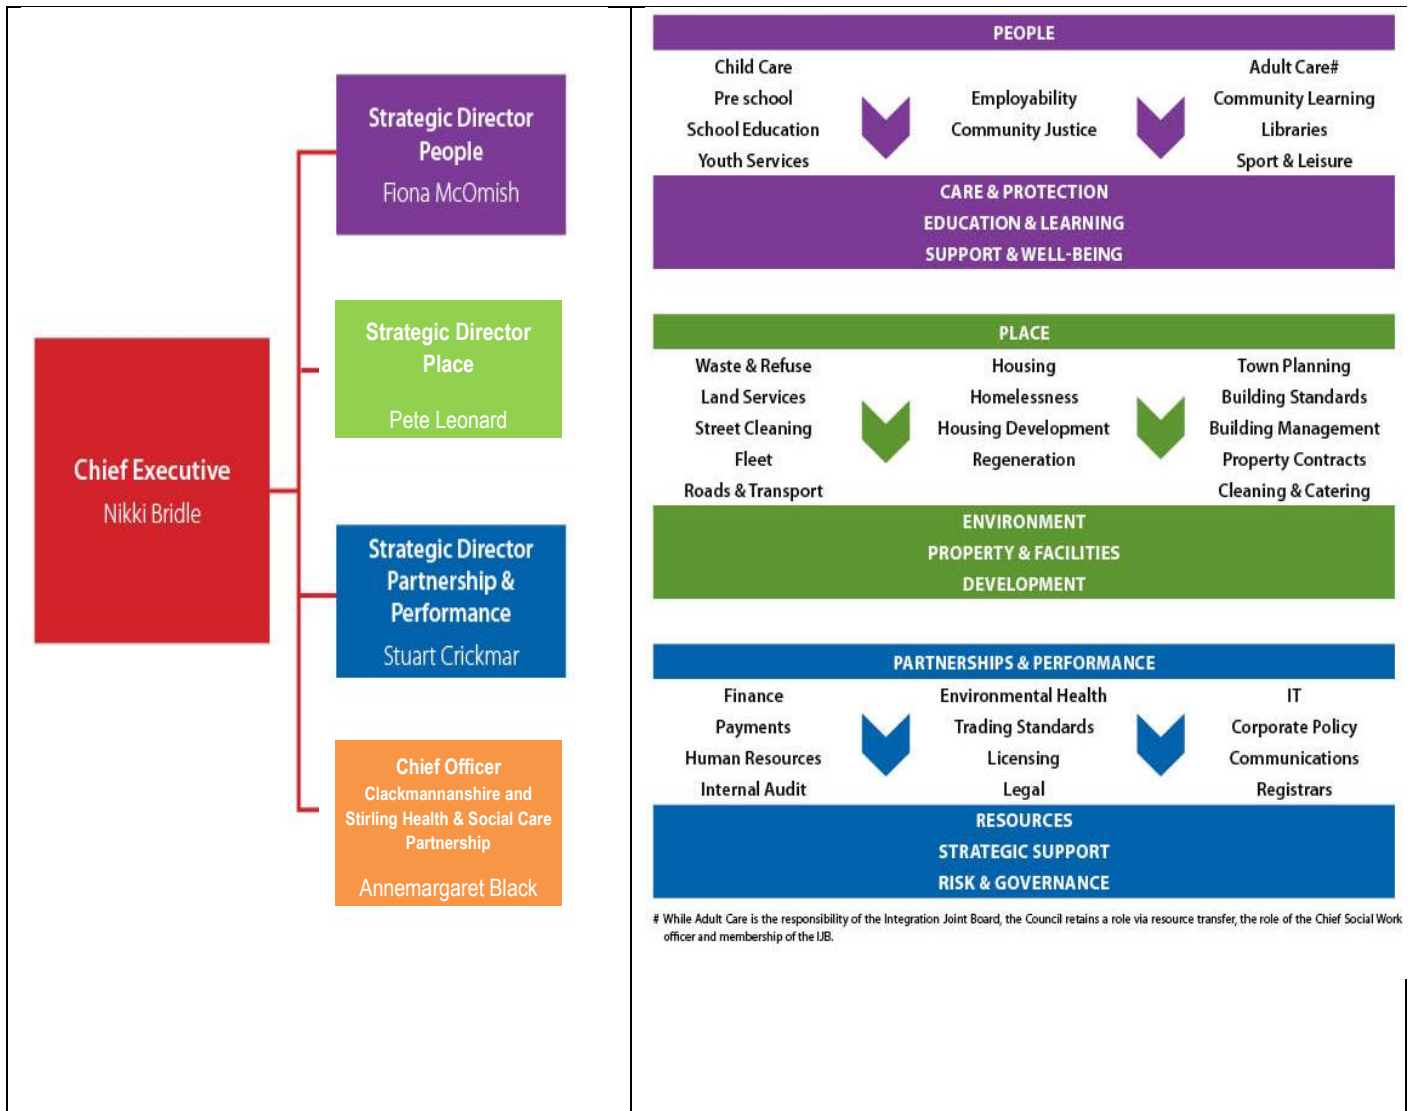 Chief Executive
Nikki Bridle
Strategic Director
People
Fiona McOmish
Strategic Director
Place
Pete Leonard
Strategic Director
Partnership &
Performance
Stuart Crickmar
Chief Officer
Clackmannanshire and
Stirling Health & Social Care
Partnership
Annemargaret Black
PEOPLE
Child Care
Pre school
School Education
Youth Services
Employability
Community Justice
Adult Care#
Community Learning
Libraries
Sport & Leisure
CARE & PROTECTION
EDUCATION & LEARNING
SUPPORT & WELL-BEING
PLACE
Waste & Refuse
Land Services
Street Cleaning
Fleet
Roads & Transport
Housing
Homelessness
Housing Development
Regeneration
Town Planning
Building Standards
Building Management
Property Contracts
Cleaning & Catering
ENVIRONMENT
PROPERTY & FACILITIES
DEVELOPMENT
PARTNERSHIPS & PERFORMANCE
Finance
Payments
Human Resources
Internal Audit
Environmental Health
Trading Standards
Licensing
Legal
IT
Corporate Policy
Communications
Registrars
RESOURCES
STRATEGIC SUPPORT
RISK & GOVERNANCE
# While Adult Care is the responsibility of the Integration Joint Board, the Council retains a role via resource transfer, the role of the Chief Social Work
officer and membership of the IJB.